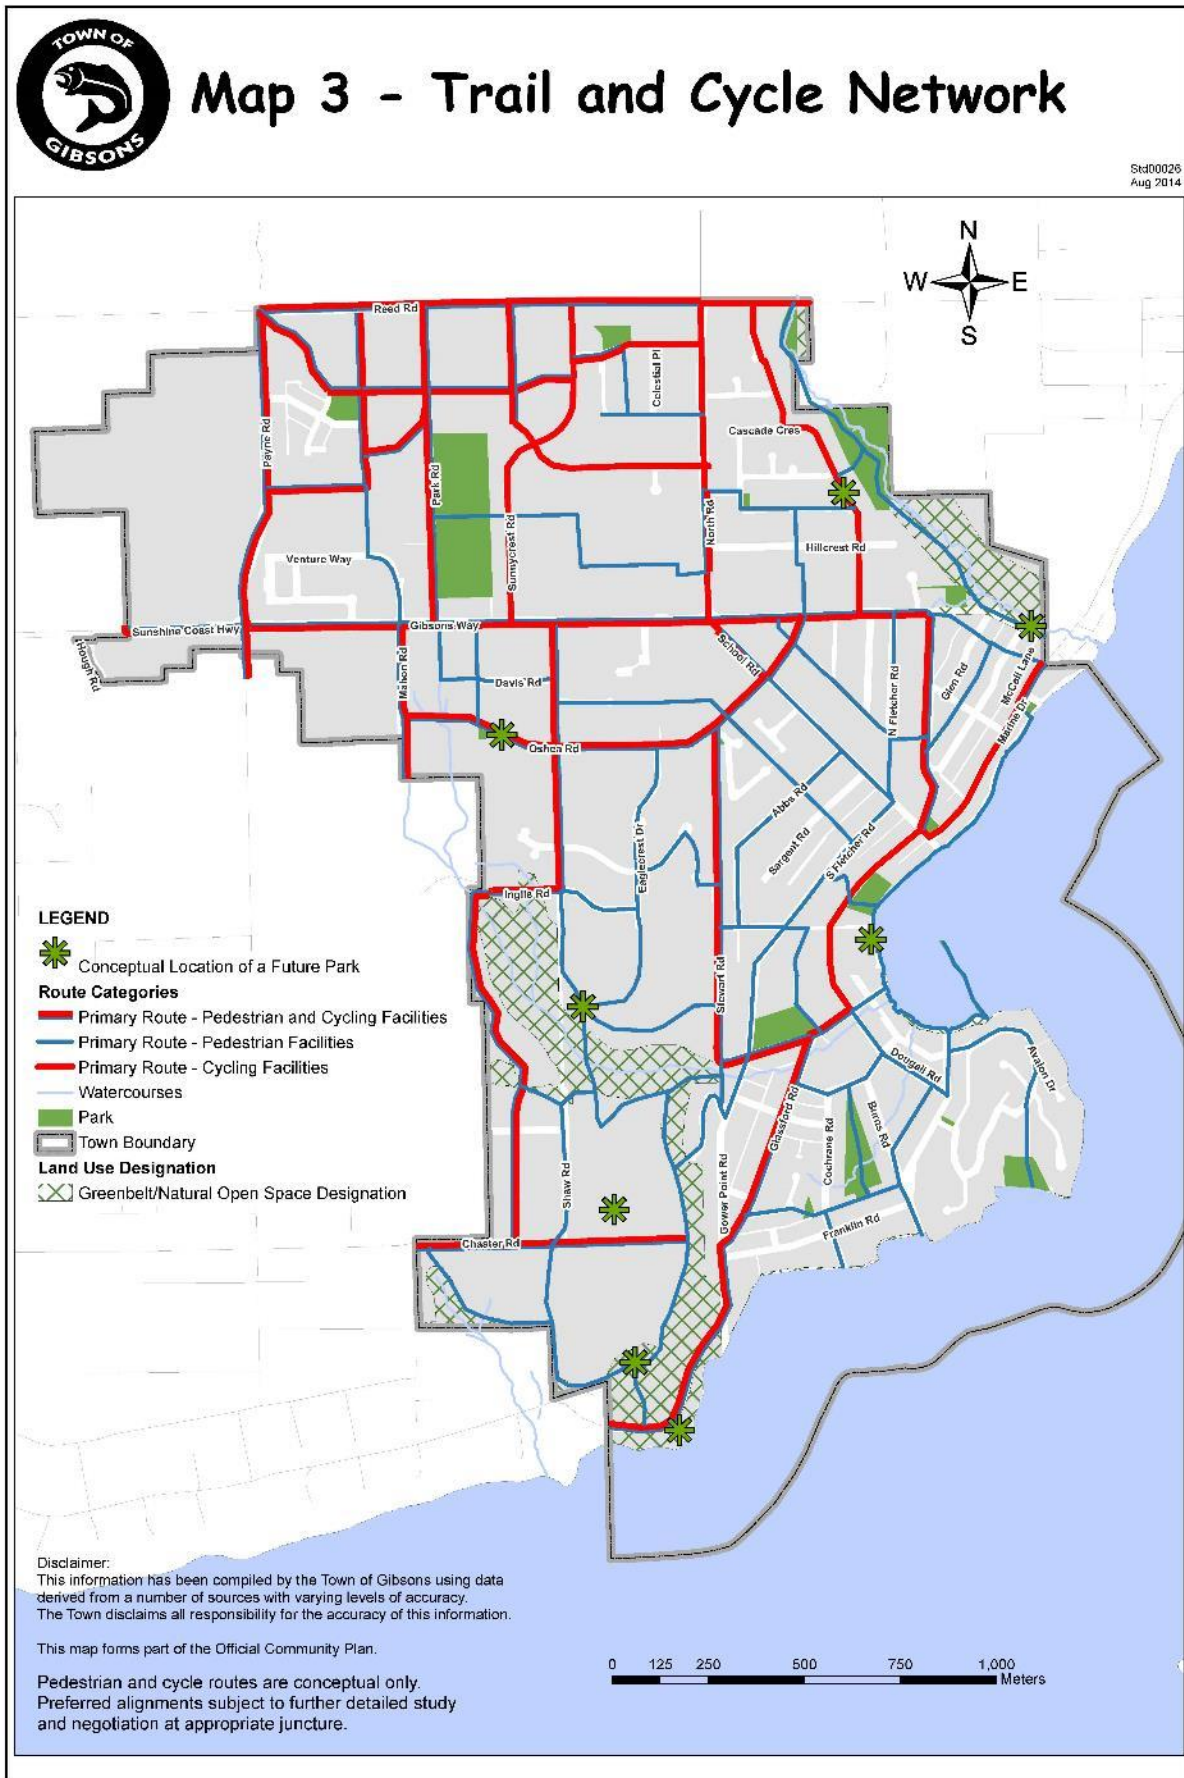 TOWN OF
GIBSONS
Map 3 - Trail and Cycle Network
Std00026
Aug 2014
N
W
E
S
Reed Rd
Celestial Pl
Cascade Cres
Payne Rd
Park Rd
Sunnycrest Rd
North Rd
Hillcrest Rd
Venture Way
Sunshine Coast Hwy
Gibsons Way
Hough Rd
Mahon Rd
School Rd
Davis Rd
N Fletcher Rd
Glen Rd
McCall Lane
Marine Dr
Oshea Rd
Abbs Rd
Sargent Rd
S Fletcher Rd
Eaglecrest Dr
Inglis Rd
Stewart Rd
Dougall Rd
Avalon Dr
Glassford Rd
Cochrane Rd
Burns Rd
Shaw Rd
Gower Point Rd
Franklin Rd
Chaster Rd
LEGEND
Conceptual Location of a Future Park
Route Categories
Primary Route - Pedestrian and Cycling Facilities
Primary Route - Pedestrian Facilities
Primary Route - Cycling Facilities
Watercourses
Park
Town Boundary
Land Use Designation
Greenbelt/Natural Open Space Designation
Disclaimer:
This information has been compiled by the Town of Gibsons using data
derived from a number of sources with varying levels of accuracy.
The Town disclaims all responsibility for the accuracy of this information.
This map forms part of the Official Community Plan.
Pedestrian and cycle routes are conceptual only.
Preferred alignments subject to further detailed study
and negotiation at appropriate juncture.
0 125 250 500 750 1,000
Meters